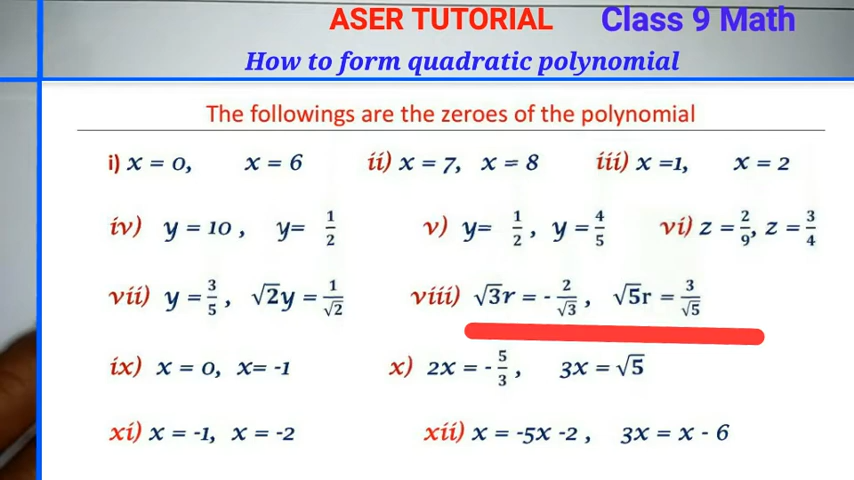 ASER TUTORIAL Class 9 Math
How to form quadratic polynomial
The followings are the zeroes of the polynomial
i) x = 0, x = 6 ii) x = 7, x = 8 iii) x =1, x = 2
iv) y = 10 , y= 1/2 v) y= 1/2 , y = 4/5 vi) z = 2/9, z = 3/4
vii) y = 3/5 , √2y = 1/√2 viii) √3r = - 2/√3 , √5r = 3/√5
ix) x = 0, x= -1 x) 2x = - 5/3 , 3x = √5
xi) x = -1, x = -2 xii) x = -5x -2 , 3x = x - 6